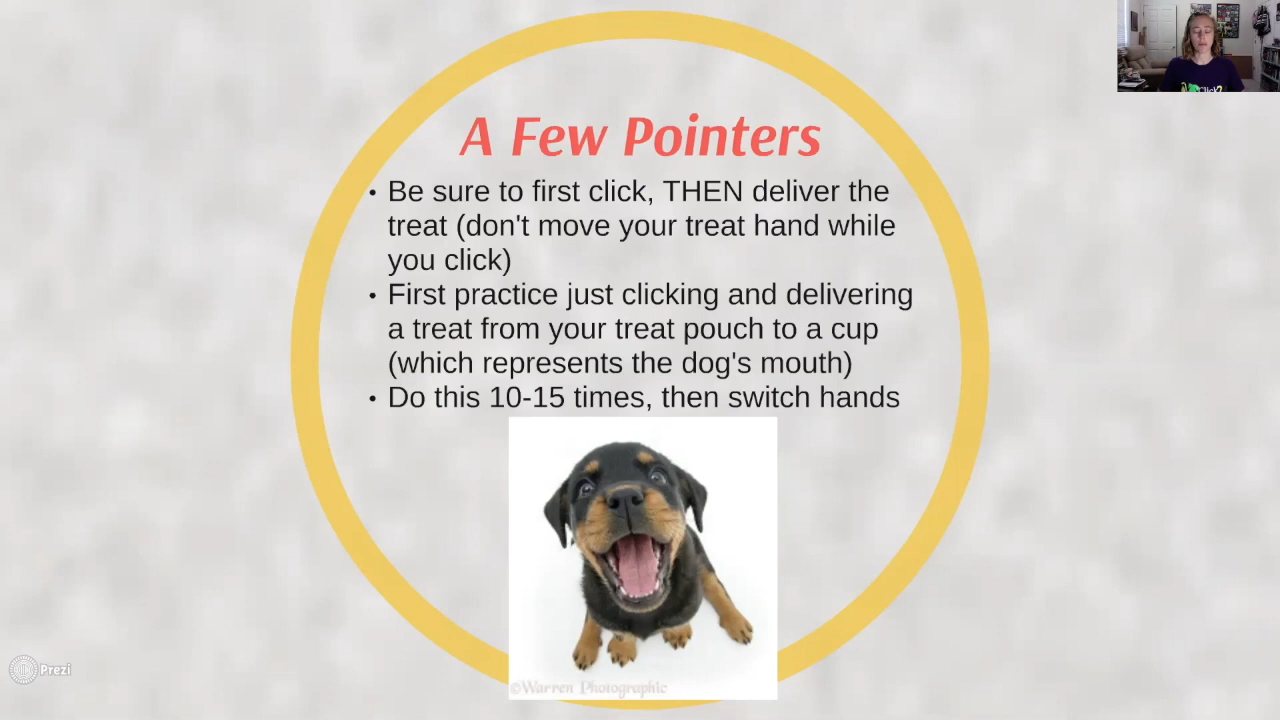 A Few Pointers
• Be sure to first click, THEN deliver the
treat (don't move your treat hand while
you click)
• First practice just clicking and delivering
a treat from your treat pouch to a cup
(which represents the dog's mouth)
• Do this 10-15 times, then switch hands
©Warren Photographic
Prezi